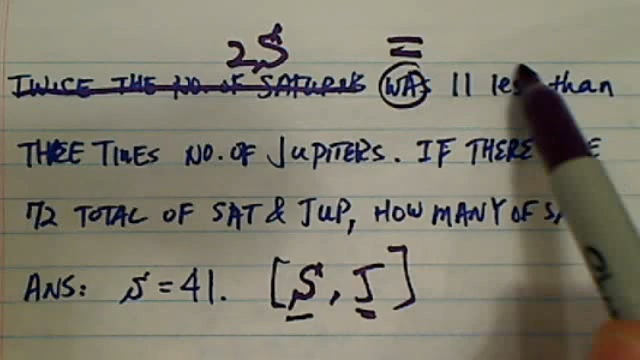 2S =
TWICE THE NO. OF SATURNS WAS 11 less than
THREE TIMES NO. OF JUPITERS. IF THERE
72 TOTAL OF SAT & JUP, HOW MANY OF
ANS: S = 41. [S, J]